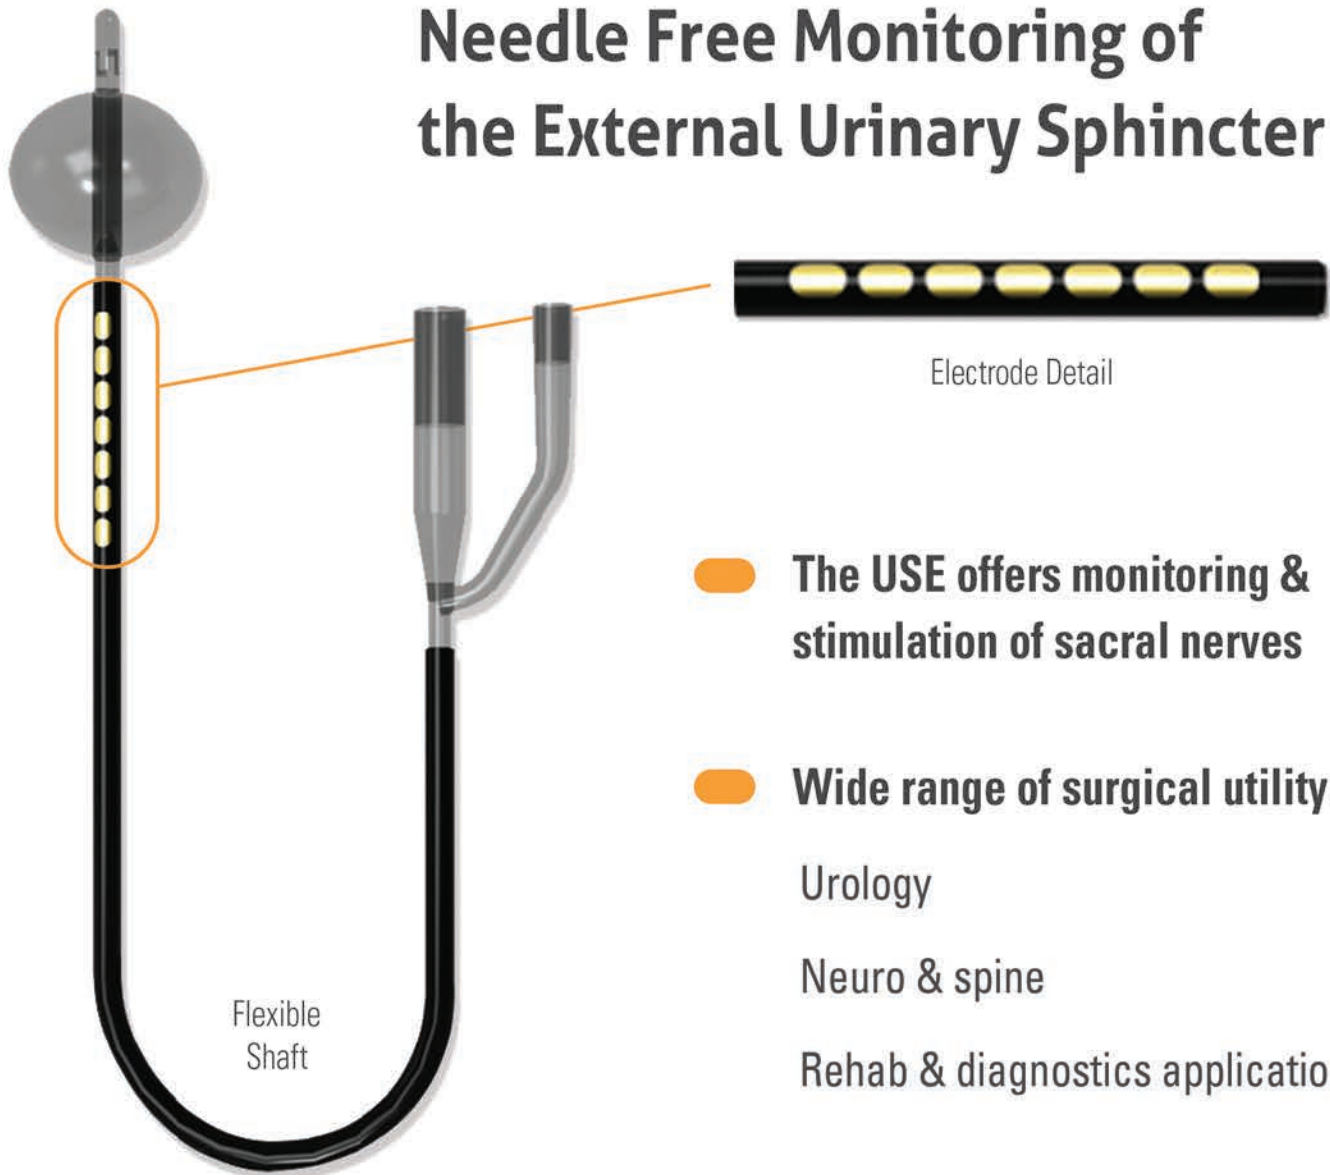 Needle Free Monitoring of
the External Urinary Sphincter
Electrode Detail
The USE offers monitoring &
stimulation of sacral nerves
Wide range of surgical utility
Urology
Neuro & spine
Rehab & diagnostics applicatio
Flexible
Shaft